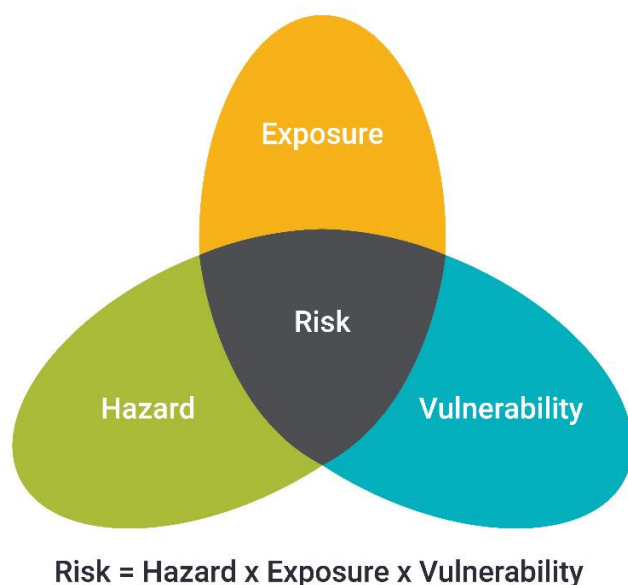 Exposure
Risk
Hazard
Vulnerability
Risk = Hazard x Exposure x Vulnerability